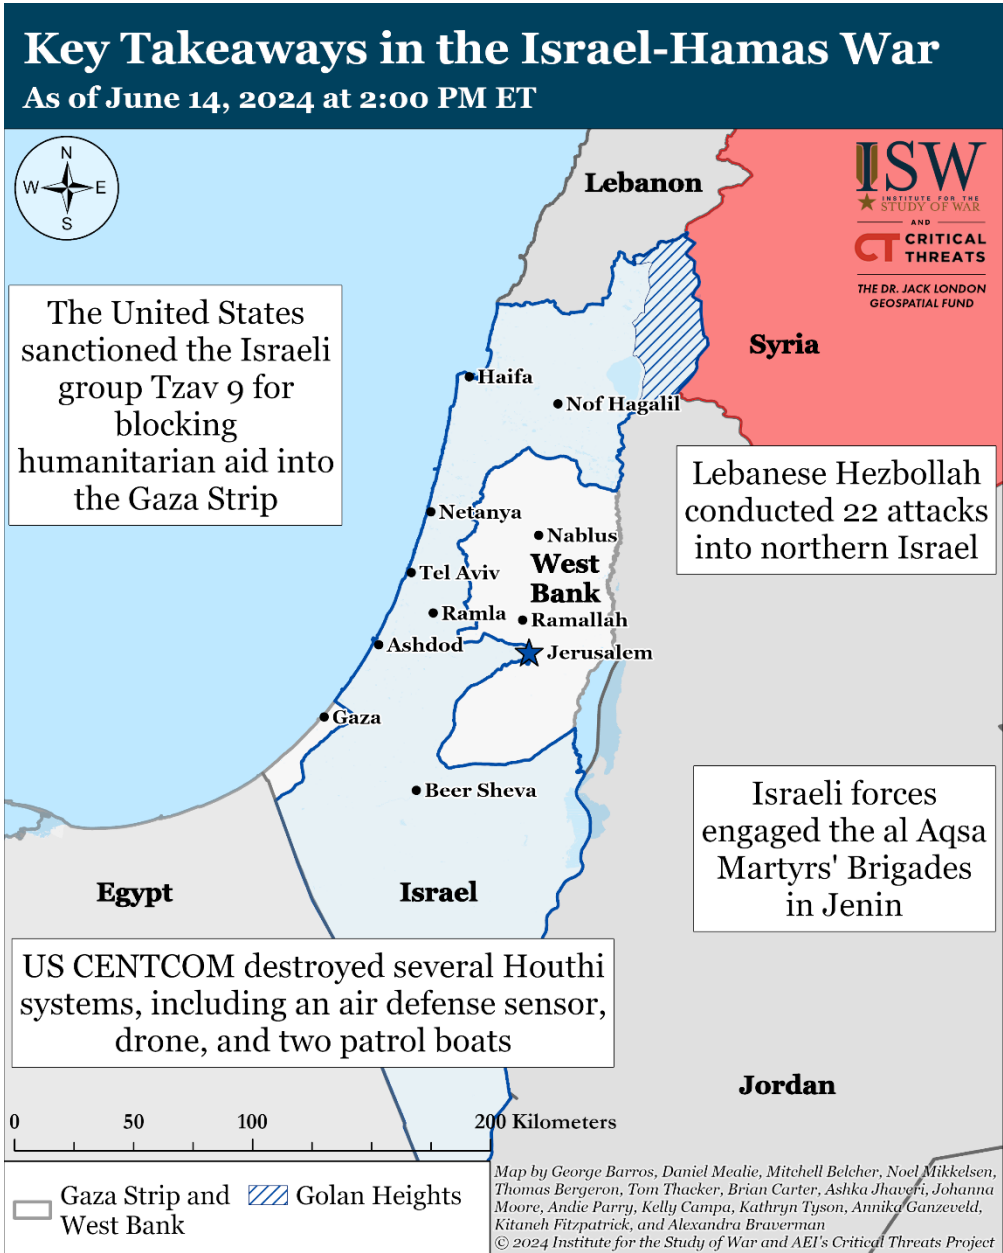 Key Takeaways in the Israel-Hamas War
As of June 14, 2024 at 2:00 PM ET
N
W
E
S
Lebanon
ISW
INSTITUTE FOR THE
STUDY OF WAR
AND
CT CRITICAL
THREATS
THE DR. JACK LONDON
GEOSPATIAL FUND
The United States
sanctioned the Israeli
group Tzav 9 for
blocking
humanitarian aid into
the Gaza Strip
Syria
Haifa
Nof Hagalil
Lebanese Hezbollah
conducted 22 attacks
into northern Israel
Netanya
Nablus
West
Bank
Tel Aviv
Ramla
Ramallah
Ashdod
Jerusalem
Gaza
Beer Sheva
Israeli forces
engaged the al Aqsa
Martyrs' Brigades
in Jenin
Egypt
Israel
US CENTCOM destroyed several Houthi
systems, including an air defense sensor,
drone, and two patrol boats
Jordan
0 50 100 200 Kilometers
Gaza Strip and
West Bank
Golan Heights
Map by George Barros, Daniel Mealie, Mitchell Belcher, Noel Mikkelsen,
Thomas Bergeron, Tom Thacker, Brian Carter, Ashka Jhaveri, Johanna
Moore, Andie Parry, Kelly Campa, Kathryn Tyson, Annika Ganzeveld,
Kitaneh Fitzpatrick, and Alexandra Braverman
© 2024 Institute for the Study of War and AEI's Critical Threats Project